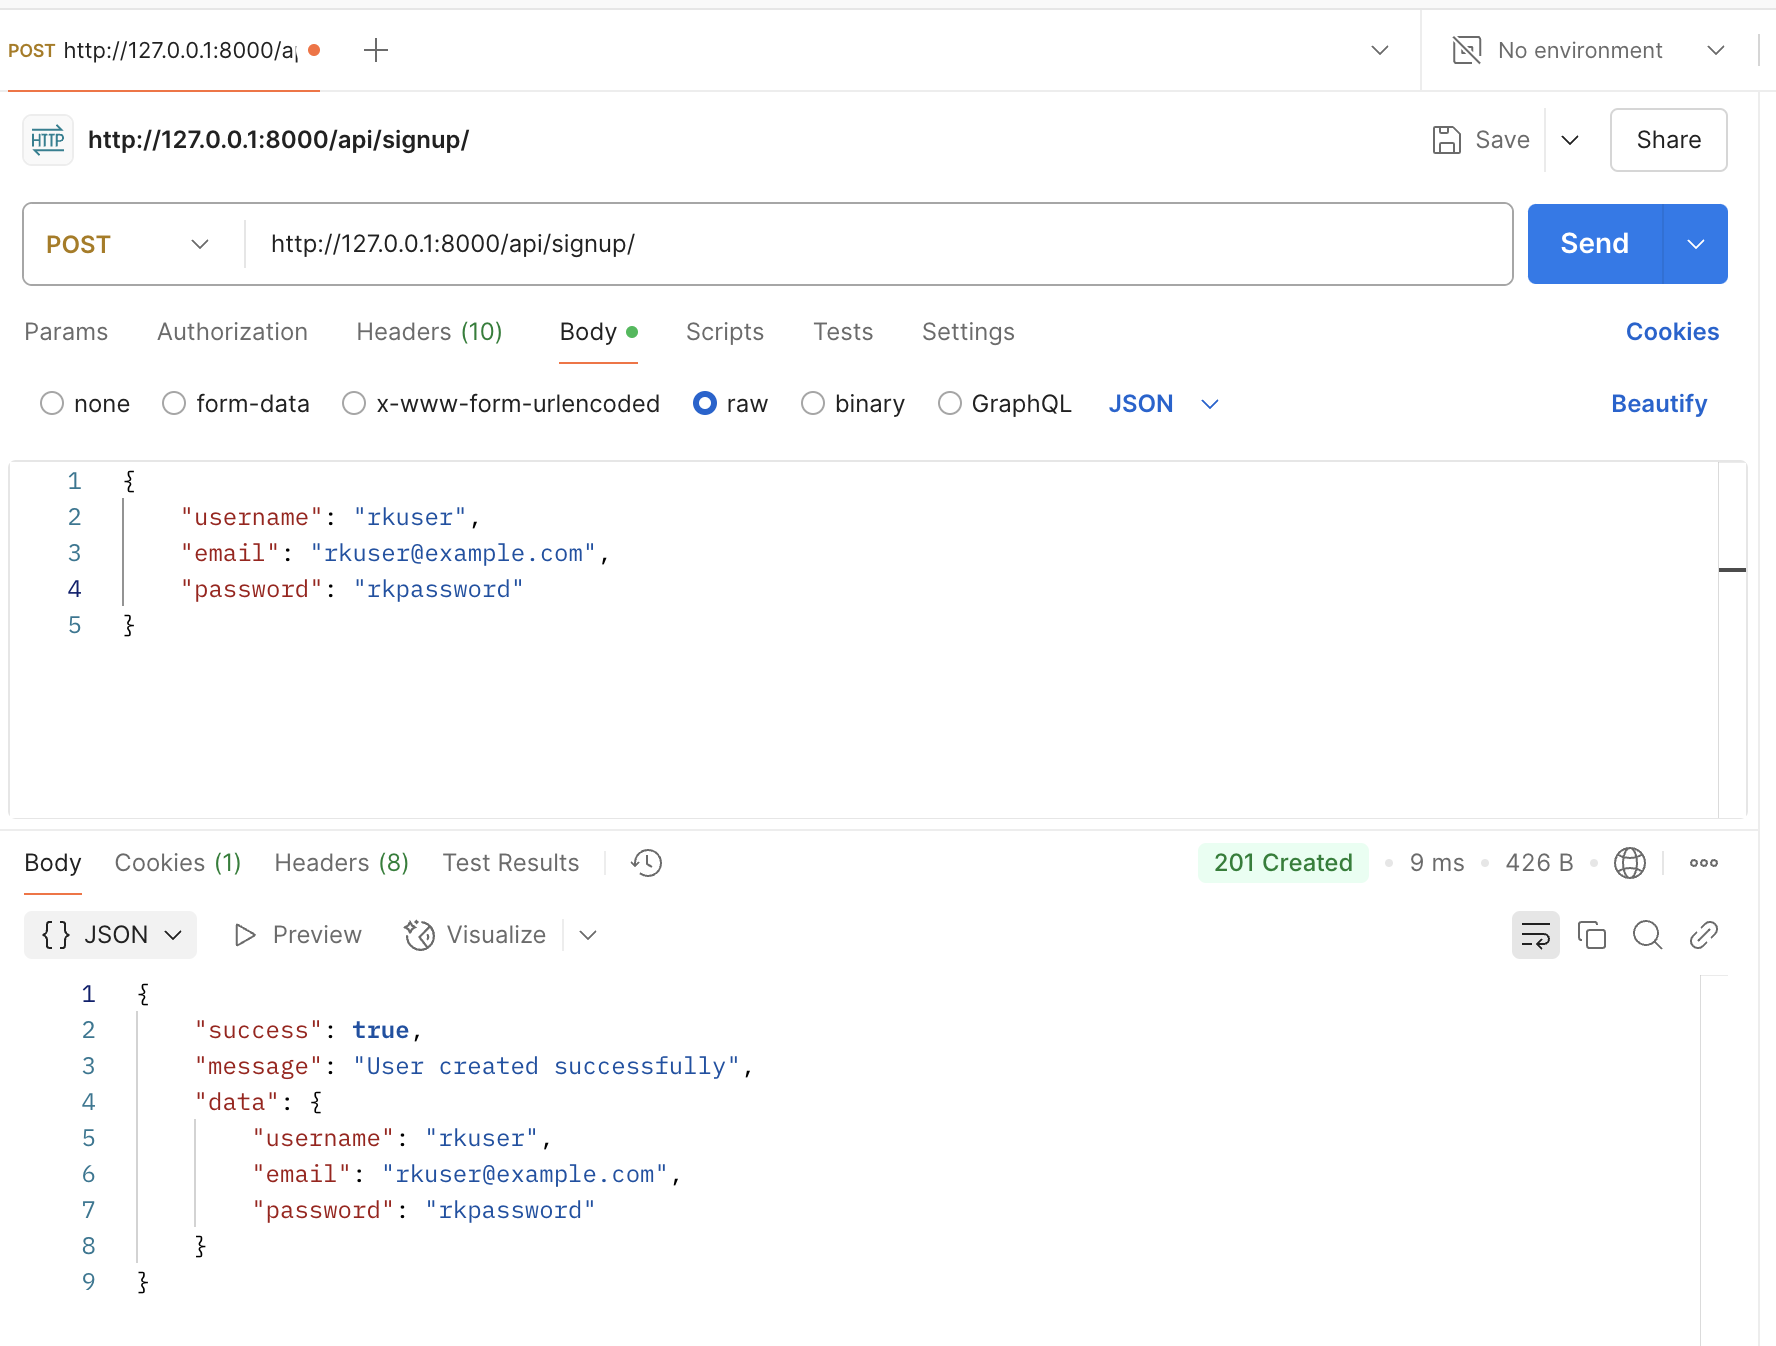 POST http://127.0.0.1:8000/a
No environment
HTTP http://127.0.0.1:8000/api/signup/
Save
Share
POST
http://127.0.0.1:8000/api/signup/
Send
Params Authorization Headers (10) Body Scripts Tests Settings Cookies
none form-data x-www-form-urlencoded raw binary GraphQL JSON Beautify
1 {
2 "username": "rkuser",
3 "email": "rkuser@example.com",
4 "password": "rkpassword"
5 }
Body Cookies (1) Headers (8) Test Results 201 Created • 9 ms • 426 B •
{} JSON Preview Visualize
1 {
2 "success": true,
3 "message": "User created successfully",
4 "data": {
5 "username": "rkuser",
6 "email": "rkuser@example.com",
7 "password": "rkpassword"
8 }
9 }